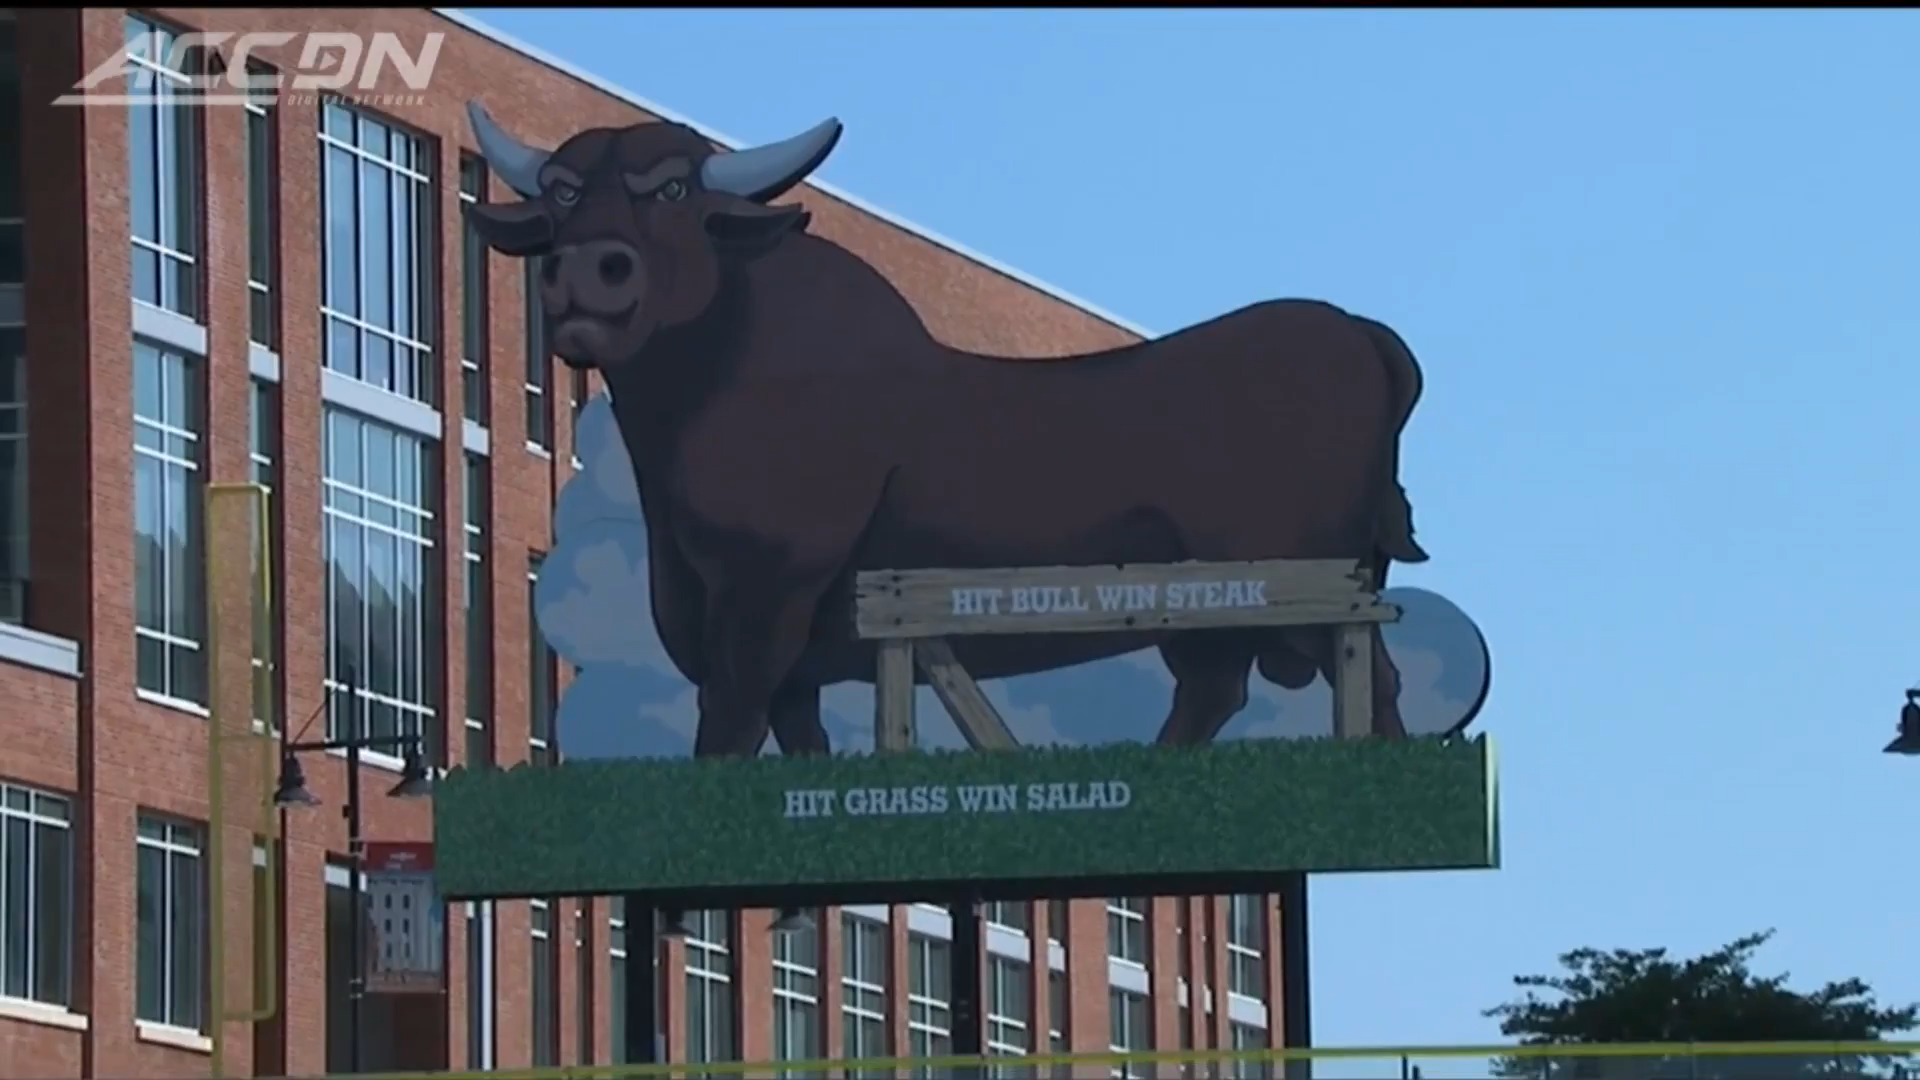 ACCDN
DIGITAL NETWORK
HIT BULL WIN STEAK
HIT GRASS WIN SALAD